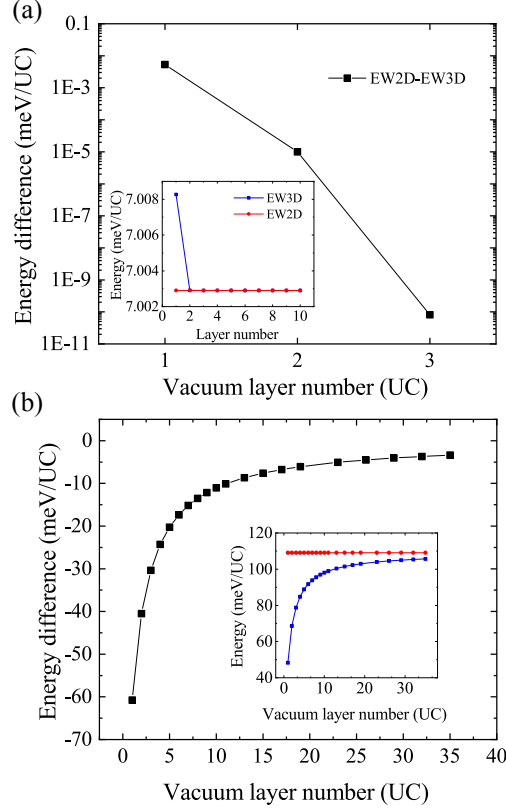 (a)
0.1
1E-3
1E-5
1E-7
1E-9
1E-11
Energy difference (meV/UC)
EW2D-EW3D
7.008
7.006
7.004
7.002
Energy (meV/UC)
EW3D
EW2D
0 2 4 6 8 10
Layer number
1 2 3
Vacuum layer number (UC)
(b)
0
-10
-20
-30
-40
-50
-60
-70
Energy difference (meV/UC)
120
100
80
60
40
Energy (meV/UC)
0 10 20 30
Vacuum layer number (UC)
0 5 10 15 20 25 30 35 40
Vacuum layer number (UC)